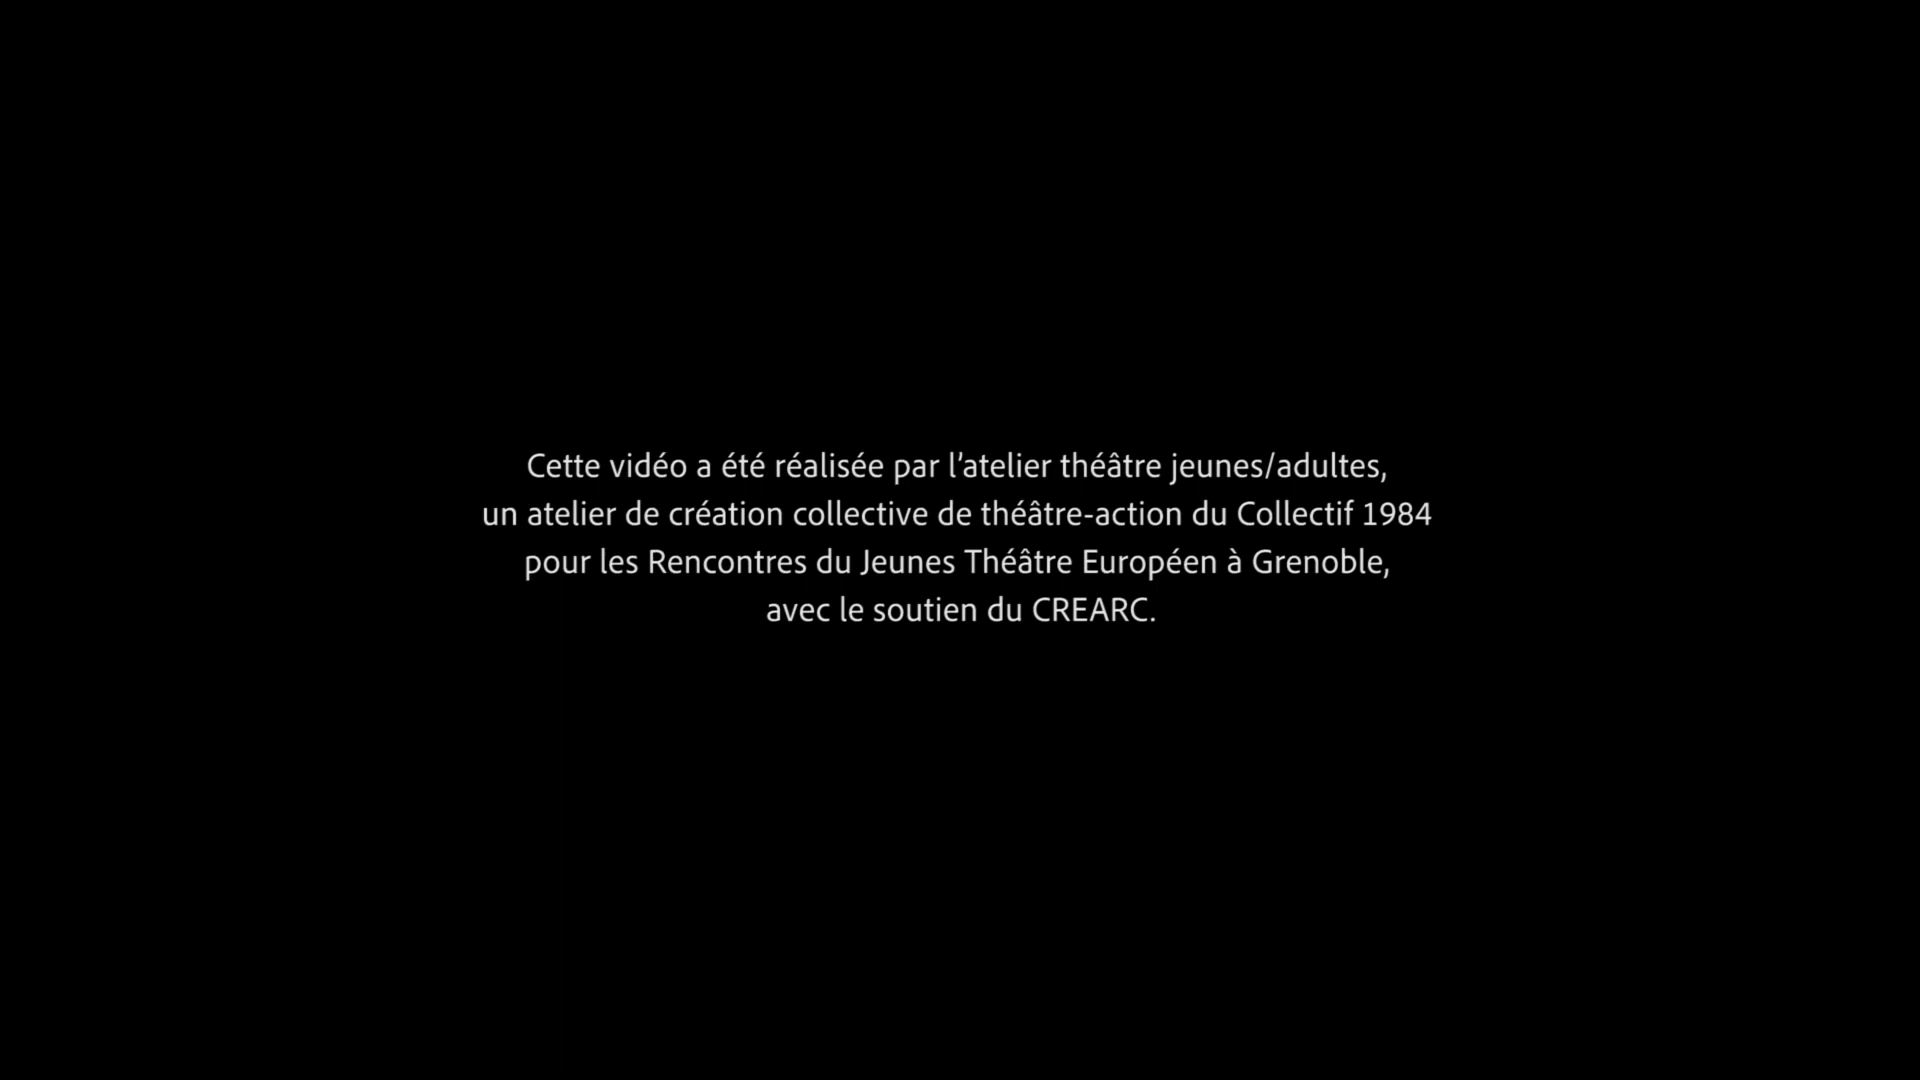 Cette vidéo a été réalisée par l’atelier théâtre jeunes/adultes,
un atelier de création collective de théâtre-action du Collectif 1984
pour les Rencontres du Jeunes Théâtre Européen à Grenoble,
avec le soutien du CREARC.